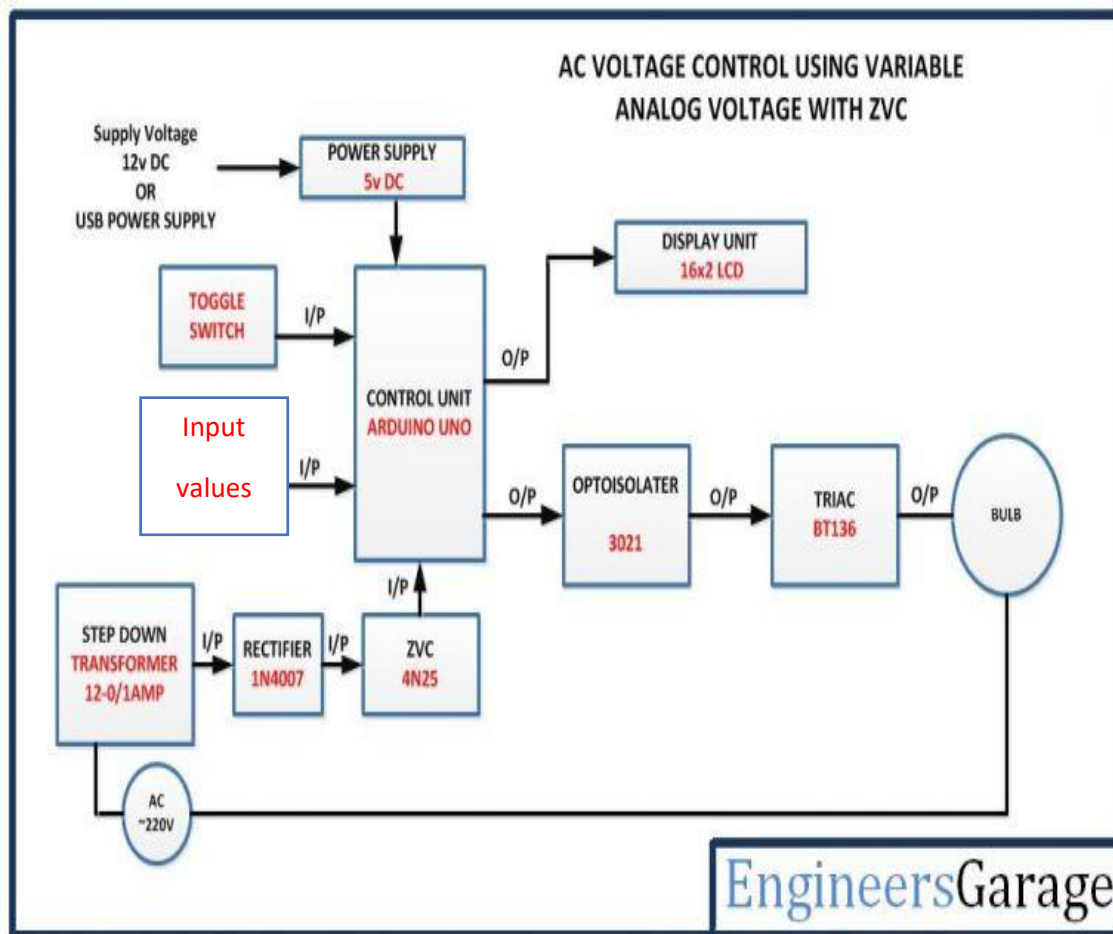 AC VOLTAGE CONTROL USING VARIABLE
ANALOG VOLTAGE WITH ZVC
Supply Voltage
12v DC
OR
USB POWER SUPPLY
POWER SUPPLY
5v DC
DISPLAY UNIT
16x2 LCD
TOGGLE
SWITCH
I/P
O/P
CONTROL UNIT
ARDUINO UNO
Input
values
I/P
O/P
OPTOISOLATER
3021
O/P
TRIAC
BT136
O/P
BULB
I/P
STEP DOWN
TRANSFORMER
12-0/1AMP
I/P
RECTIFIER
1N4007
I/P
ZVC
4N25
AC
~220V
EngineersGarage